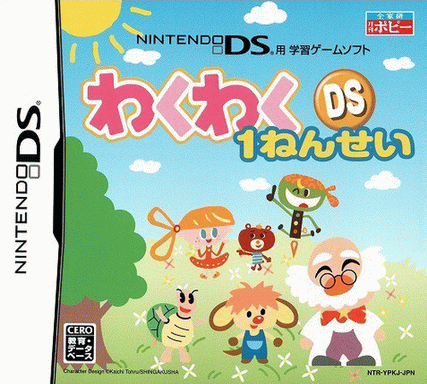 NINTENDO DS
NINTENDO DS用 学習ゲームソフト
全家研
月刊ポピー
わくわく
DS
1ねんせい
CERO
教育・データベース
Character Design ©Kaichi Tohru/SHINGAKUSHA
NTR-YPKJ-JPN